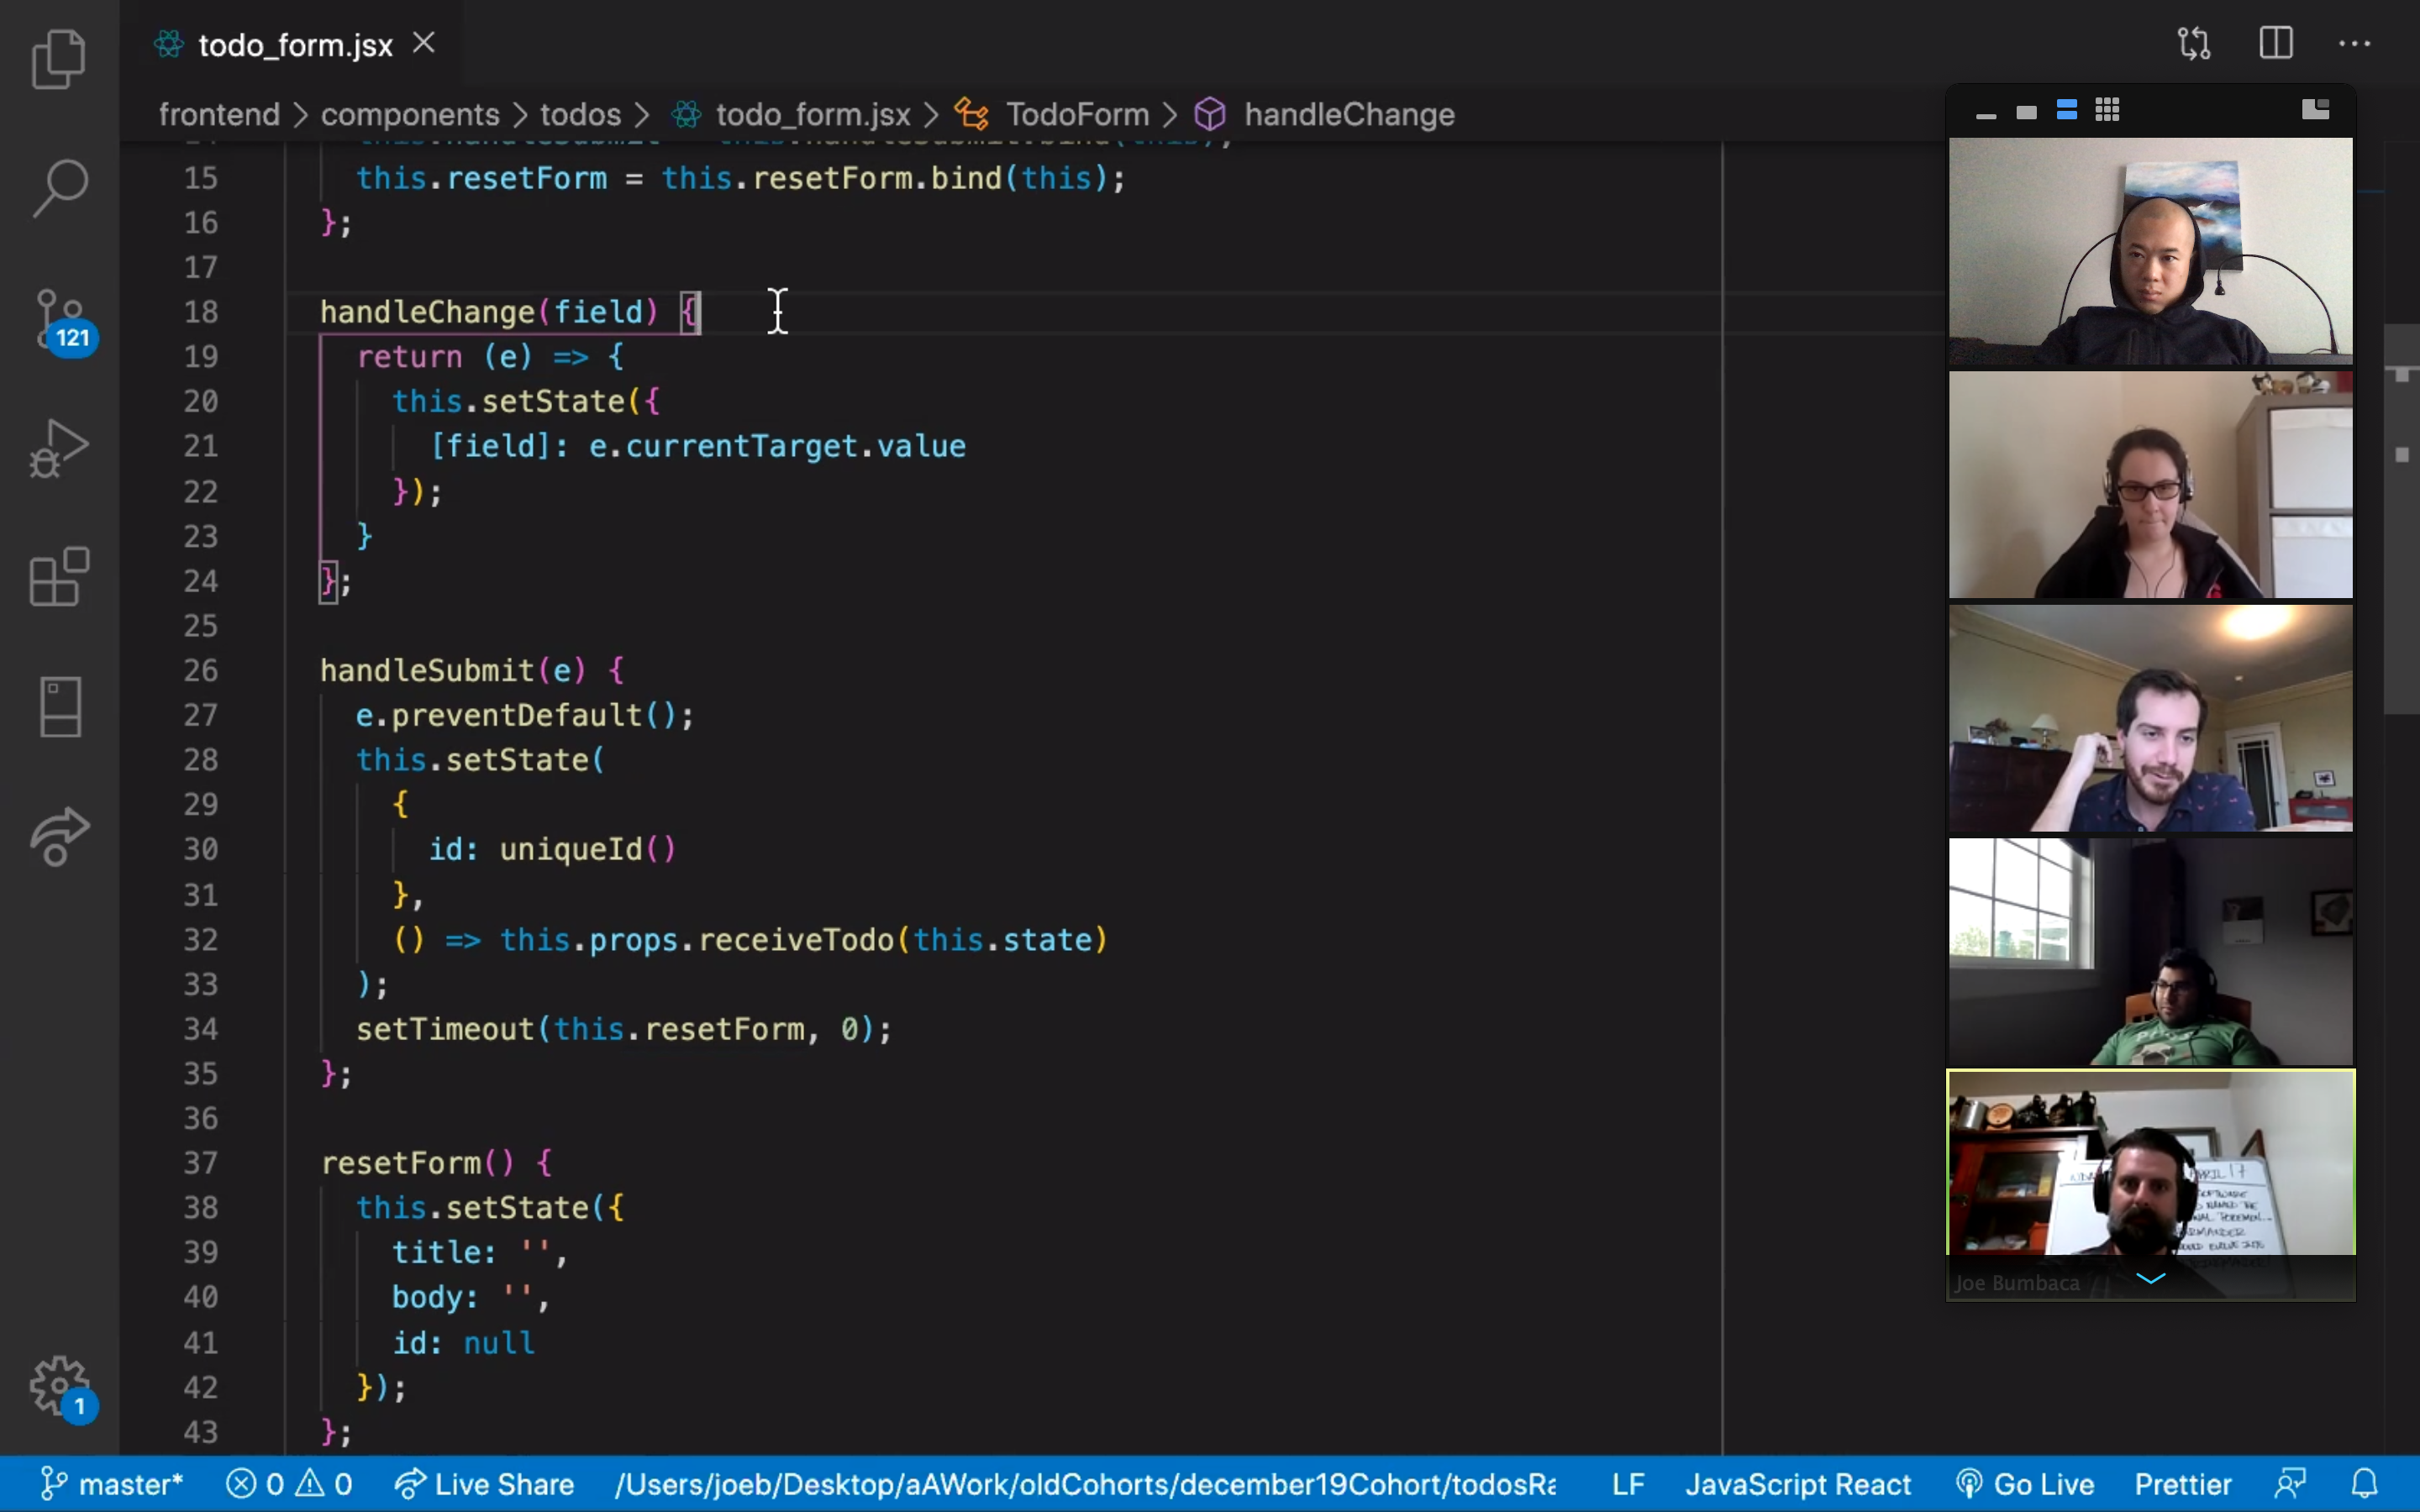 todo_form.jsx
frontend > components > todos > todo_form.jsx > TodoForm > handleChange
15 this.resetForm = this.resetForm.bind(this);
16 };
17
18 handleChange(field) {
19 return (e) => {
20 this.setState({
21 [field]: e.currentTarget.value
22 });
23 }
24 };
25
26 handleSubmit(e) {
27 e.preventDefault();
28 this.setState(
29 {
30 id: uniqueId()
31 },
32 () => this.props.receiveTodo(this.state)
33 );
34 setTimeout(this.resetForm, 0);
35 };
36
37 resetForm() {
38 this.setState({
39 title: '',
40 body: '',
41 id: null
42 });
43 };
121
1
APRIL 17
Joe Bumbaca
master* 0 0 Live Share /Users/joeb/Desktop/aAWork/oldCohorts/december19Cohort/todosRa LF JavaScript React Go Live Prettier